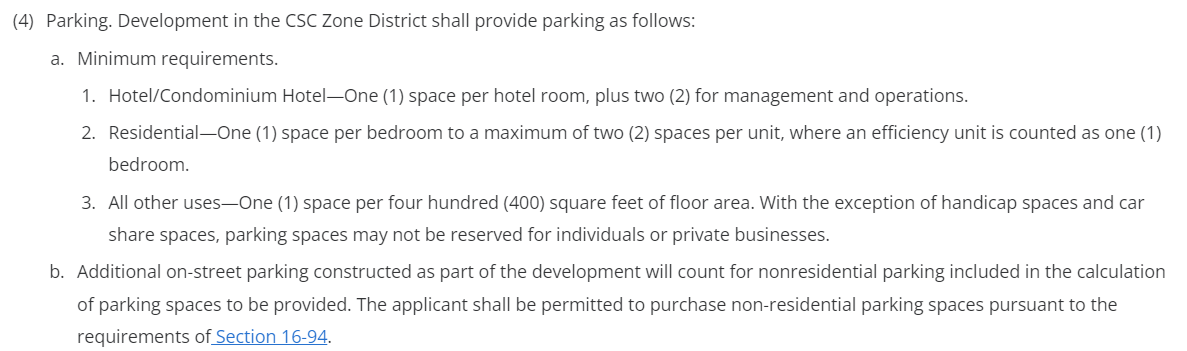 (4) Parking. Development in the CSC Zone District shall provide parking as follows:
a. Minimum requirements.
1. Hotel/Condominium Hotel—One (1) space per hotel room, plus two (2) for management and operations.
2. Residential—One (1) space per bedroom to a maximum of two (2) spaces per unit, where an efficiency unit is counted as one (1)
bedroom.
3. All other uses—One (1) space per four hundred (400) square feet of floor area. With the exception of handicap spaces and car
share spaces, parking spaces may not be reserved for individuals or private businesses.
b. Additional on-street parking constructed as part of the development will count for nonresidential parking included in the calculation
of parking spaces to be provided. The applicant shall be permitted to purchase non-residential parking spaces pursuant to the
requirements of Section 16-94.